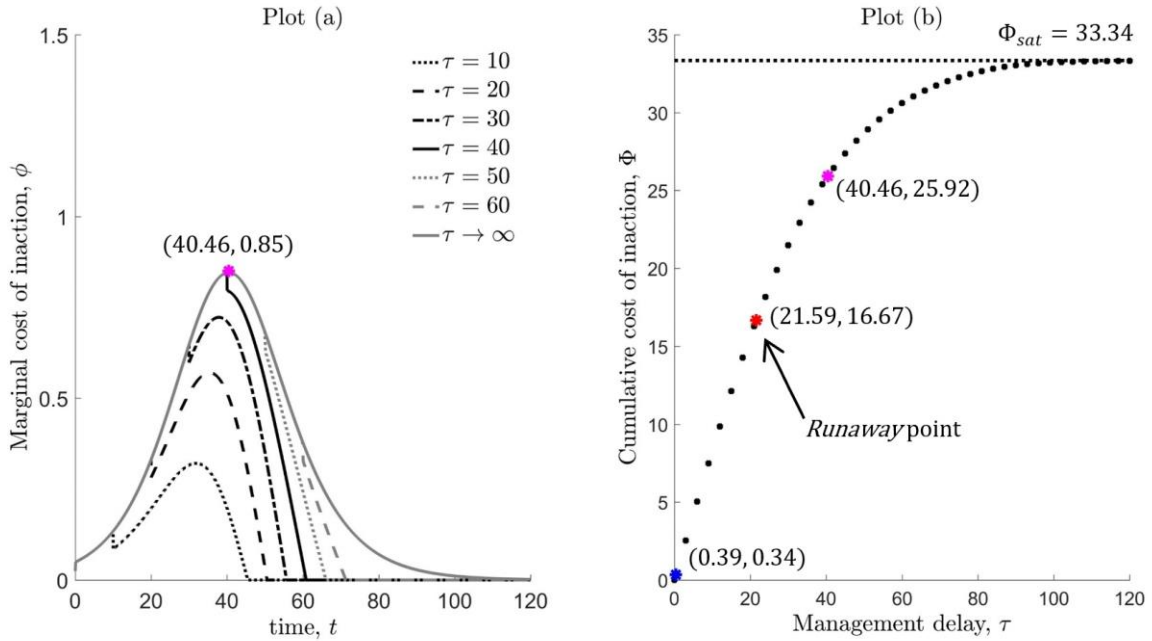 Plot (a)
1.5
1
0.5
0
Marginal cost of inaction, ϕ
τ = 10
τ = 20
τ = 30
τ = 40
τ = 50
τ = 60
τ → ∞
(40.46, 0.85)
0 20 40 60 80 100 120
time, t
Plot (b)
35
30
25
20
15
10
5
0
Cumulative cost of inaction, Φ
Φsat = 33.34
(40.46, 25.92)
(21.59, 16.67)
Runaway point
(0.39, 0.34)
0 20 40 60 80 100 120
Management delay, τ